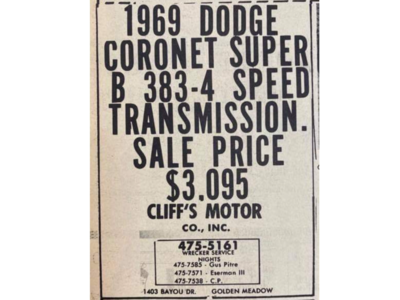 1969 DODGE
CORONET SUPER
B 383-4 SPEED
TRANSMISSION.
SALE PRICE
$3,095
CLIFF'S MOTOR
CO., INC.
475-5161
WRECKER SERVICE
NIGHTS
475-7585 - Gus Pitre
475-7571 - Esermon III
475-7538 - C.P.
1403 BAYOU DR. GOLDEN MEADOW